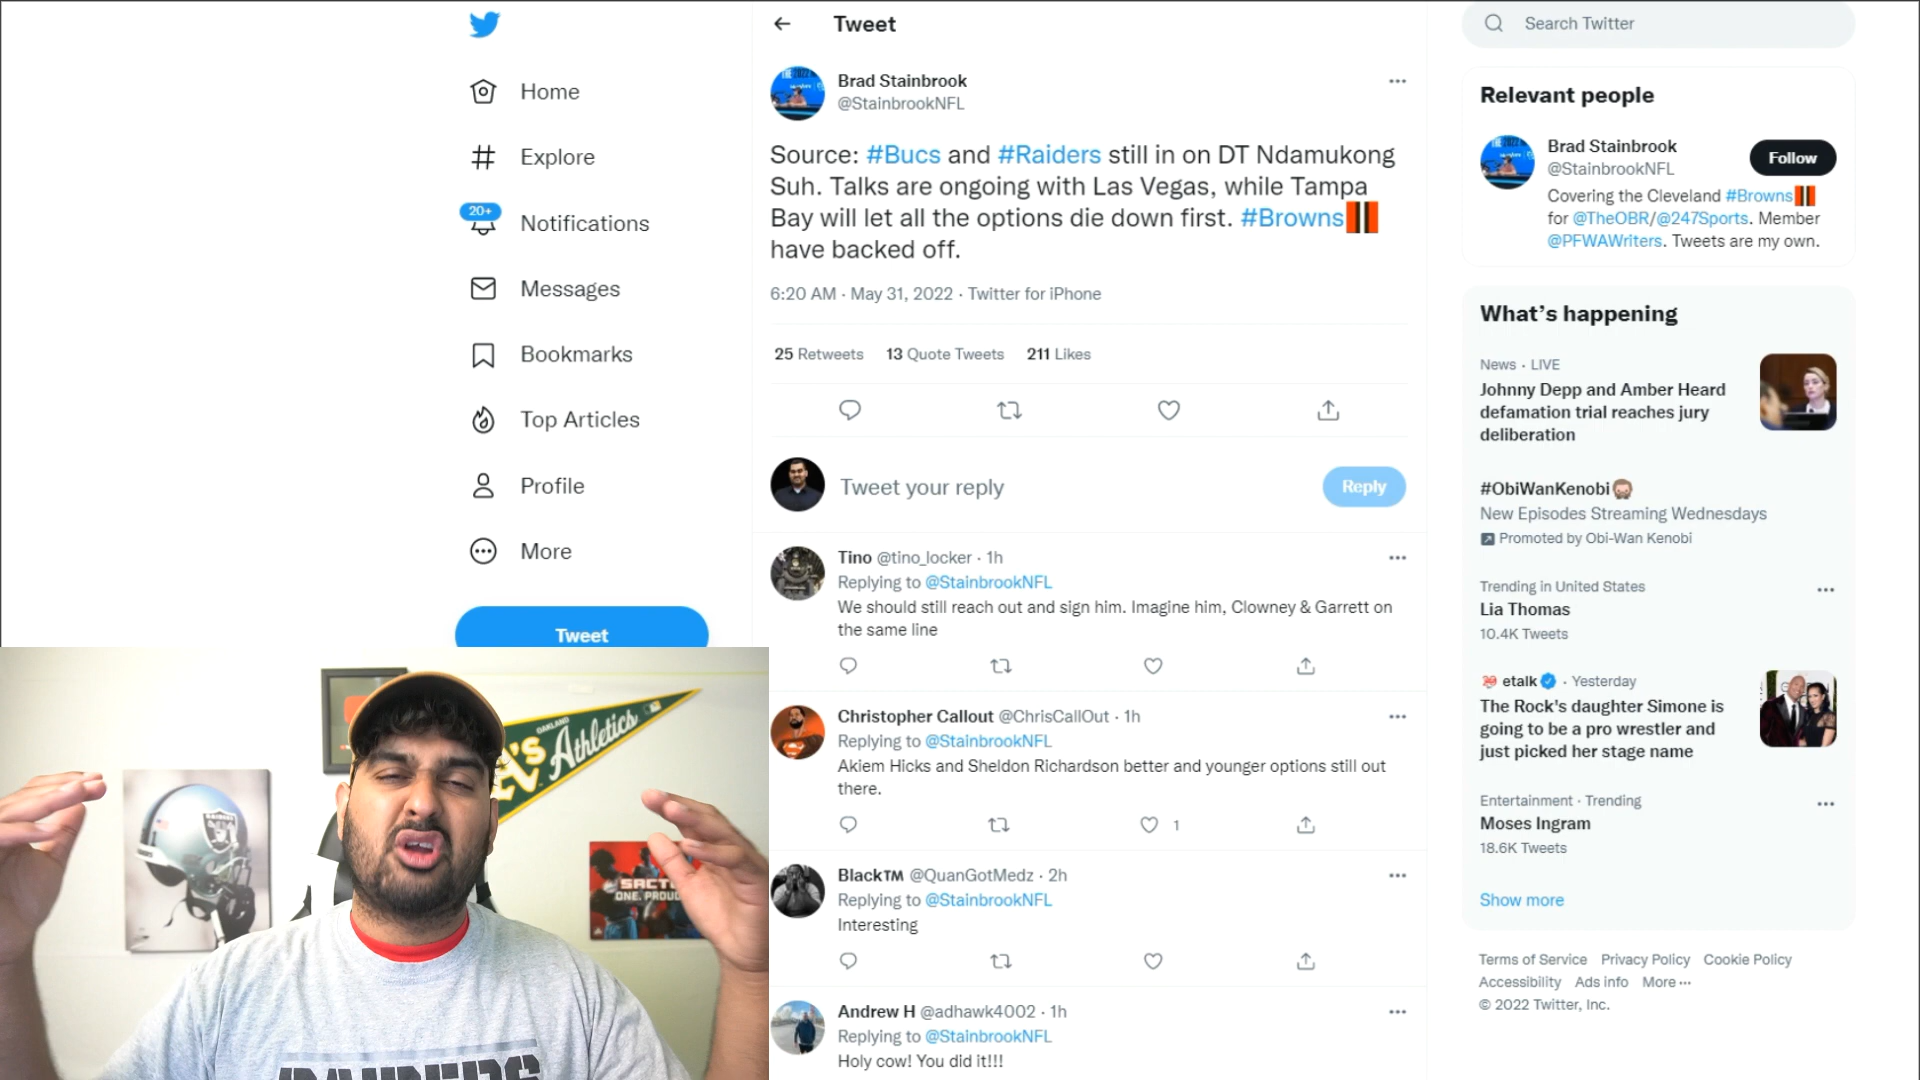 Home
Explore
20+
Notifications
Messages
Bookmarks
Top Articles
Profile
More
Tweet
Tweet
Brad Stainbrook
@StainbrookNFL
Source: #Bucs and #Raiders still in on DT Ndamukong
Suh. Talks are ongoing with Las Vegas, while Tampa
Bay will let all the options die down first. #Browns
have backed off.
6:20 AM · May 31, 2022 · Twitter for iPhone
25 Retweets 13 Quote Tweets 211 Likes
Tweet your reply
Reply
Tino @tino_locker · 1h
Replying to @StainbrookNFL
We should still reach out and sign him. Imagine him, Clowney & Garrett on
the same line
Christopher Callout @ChrisCallOut · 1h
Replying to @StainbrookNFL
Akiem Hicks and Sheldon Richardson better and younger options still out
there.
1
Black™ @QuanGotMedz · 2h
Replying to @StainbrookNFL
Interesting
Andrew H @adhawk4002 · 1h
Replying to @StainbrookNFL
Holy cow! You did it!!!
Search Twitter
Relevant people
Brad Stainbrook
@StainbrookNFL
Follow
Covering the Cleveland #Browns
for @TheOBR/@247Sports. Member
@PFWAWriters. Tweets are my own.
What's happening
News · LIVE
Johnny Depp and Amber Heard
defamation trial reaches jury
deliberation
#ObiWanKenobi
New Episodes Streaming Wednesdays
Promoted by Obi-Wan Kenobi
Trending in United States
Lia Thomas
10.4K Tweets
etalk · Yesterday
The Rock's daughter Simone is
going to be a pro wrestler and
just picked her stage name
Entertainment · Trending
Moses Ingram
18.6K Tweets
Show more
Terms of Service Privacy Policy Cookie Policy
Accessibility Ads info More ···
© 2022 Twitter, Inc.
OAKLAND
A's Athletics
RAIDERS
ONE. PROUD
RAIDERS